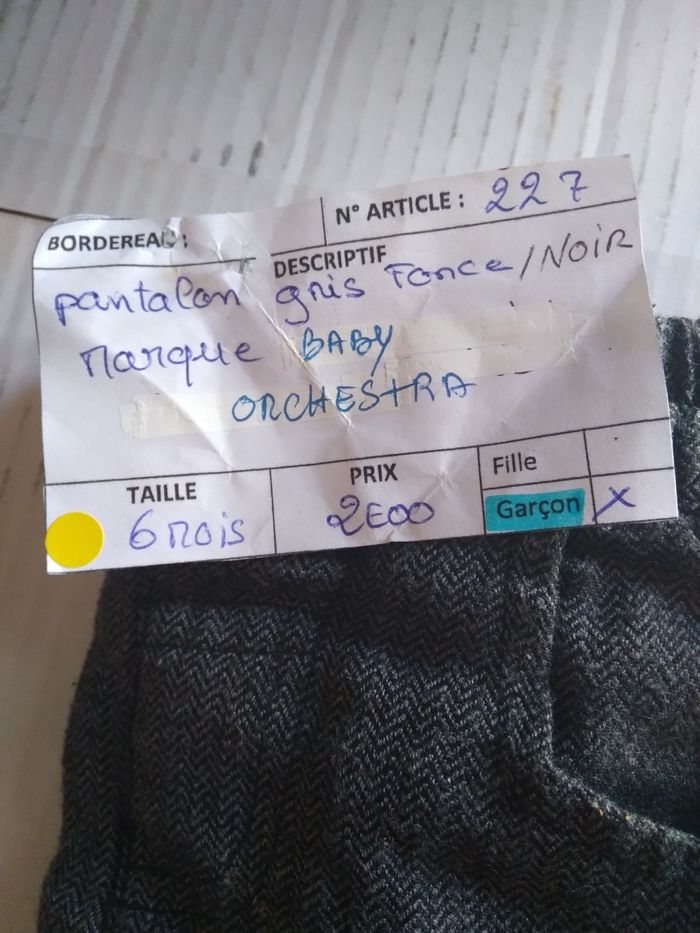 BORDEREAU :
N° ARTICLE : 227
DESCRIPTIF
pantalon gris Foncé/NOIR
Marque BABY
ORCHESTRA
TAILLE
6 MOIS
PRIX
2E00
Fille
Garçon X